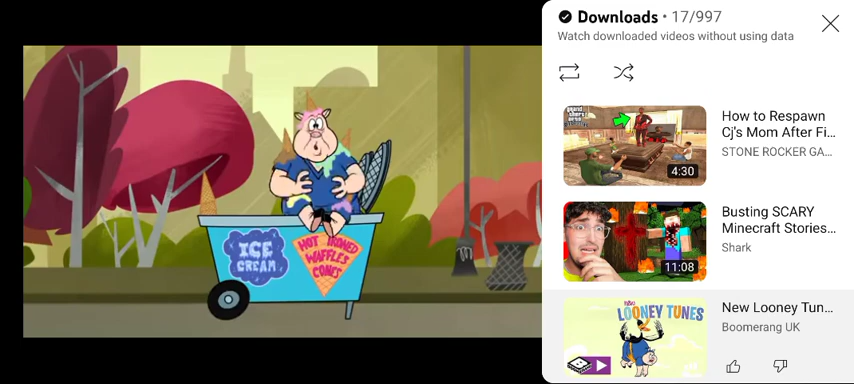 Downloads • 17/997
Watch downloaded videos without using data
How to Respawn
Cj's Mom After Fi...
STONE ROCKER GA...
4:30
Busting SCARY
Minecraft Stories...
Shark
11:08
New Looney Tun...
Boomerang UK
LOONEY TUNES
ICE
CREAM
HOT IRONED
WAFFLES
CONES